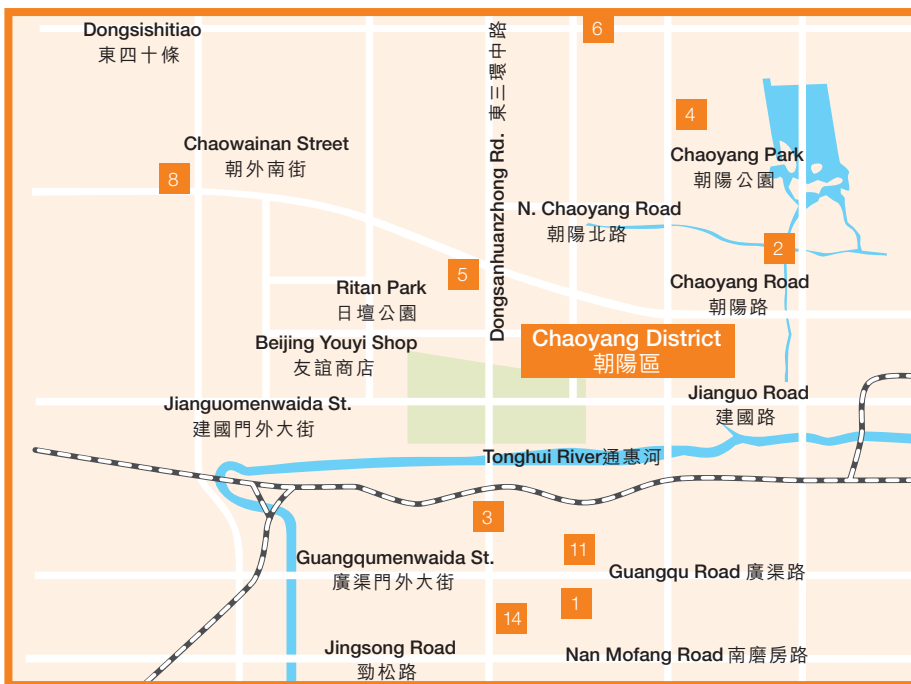 Dongsishitiao
東四十條
6
Dongsanhuanzhong Rd. 東三環中路
4
Chaowainan Street
朝外南街
8
Chaoyang Park
朝陽公園
N. Chaoyang Road
朝陽北路
2
5
Ritan Park
日壇公園
Chaoyang Road
朝陽路
Beijing Youyi Shop
友誼商店
Chaoyang District
朝陽區
Jianguomenwaida St.
建國門外大街
Jianguo Road
建國路
Tonghui River通惠河
3
11
Guangqumenwaida St.
廣渠門外大街
Guangqu Road 廣渠路
1
14
Jingsong Road
勁松路
Nan Mofang Road 南磨房路